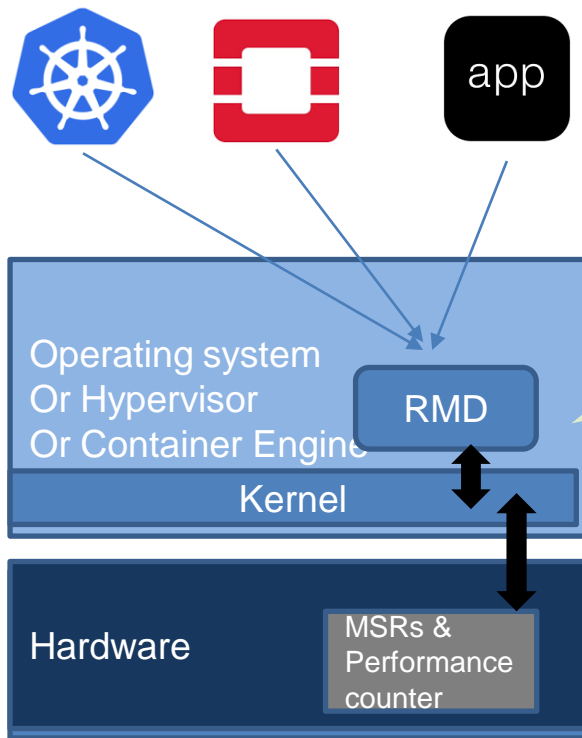 app
Operating system
Or Hypervisor
Or Container Engine
RMD
Kernel
Hardware
MSRs &
Performance
counter